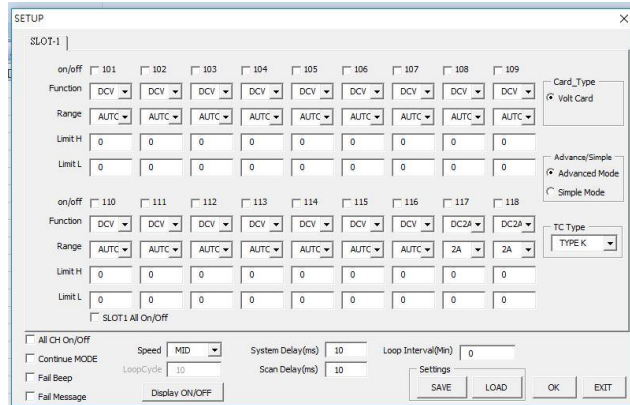 SETUP
SLOT-1
on/off 101 102 103 104 105 106 107 108 109
Function DCV DCV DCV DCV DCV DCV DCV DCV DCV
Range AUTC AUTC AUTC AUTC AUTC AUTC AUTC AUTC AUTC
Limit H 0 0 0 0 0 0 0 0 0
Limit L 0 0 0 0 0 0 0 0 0
Card_Type
Volt Card
Advance/Simple
Advanced Mode
Simple Mode
on/off 110 111 112 113 114 115 116 117 118
Function DCV DCV DCV DCV DCV DCV DCV DC2A DC2A
Range AUTC AUTC AUTC AUTC AUTC AUTC AUTC 2A 2A
Limit H 0 0 0 0 0 0 0 0 0
Limit L 0 0 0 0 0 0 0 0 0
TC Type
TYPE K
SLOT1 All On/Off
All CH On/Off
Continue MODE
Fail Beep
Fail Message
Speed MID
LoopCycle 10
Display ON/OFF
System Delay(ms) 10
Scan Delay(ms) 10
Loop Interval(Min) 0
Settings
SAVE LOAD OK EXIT